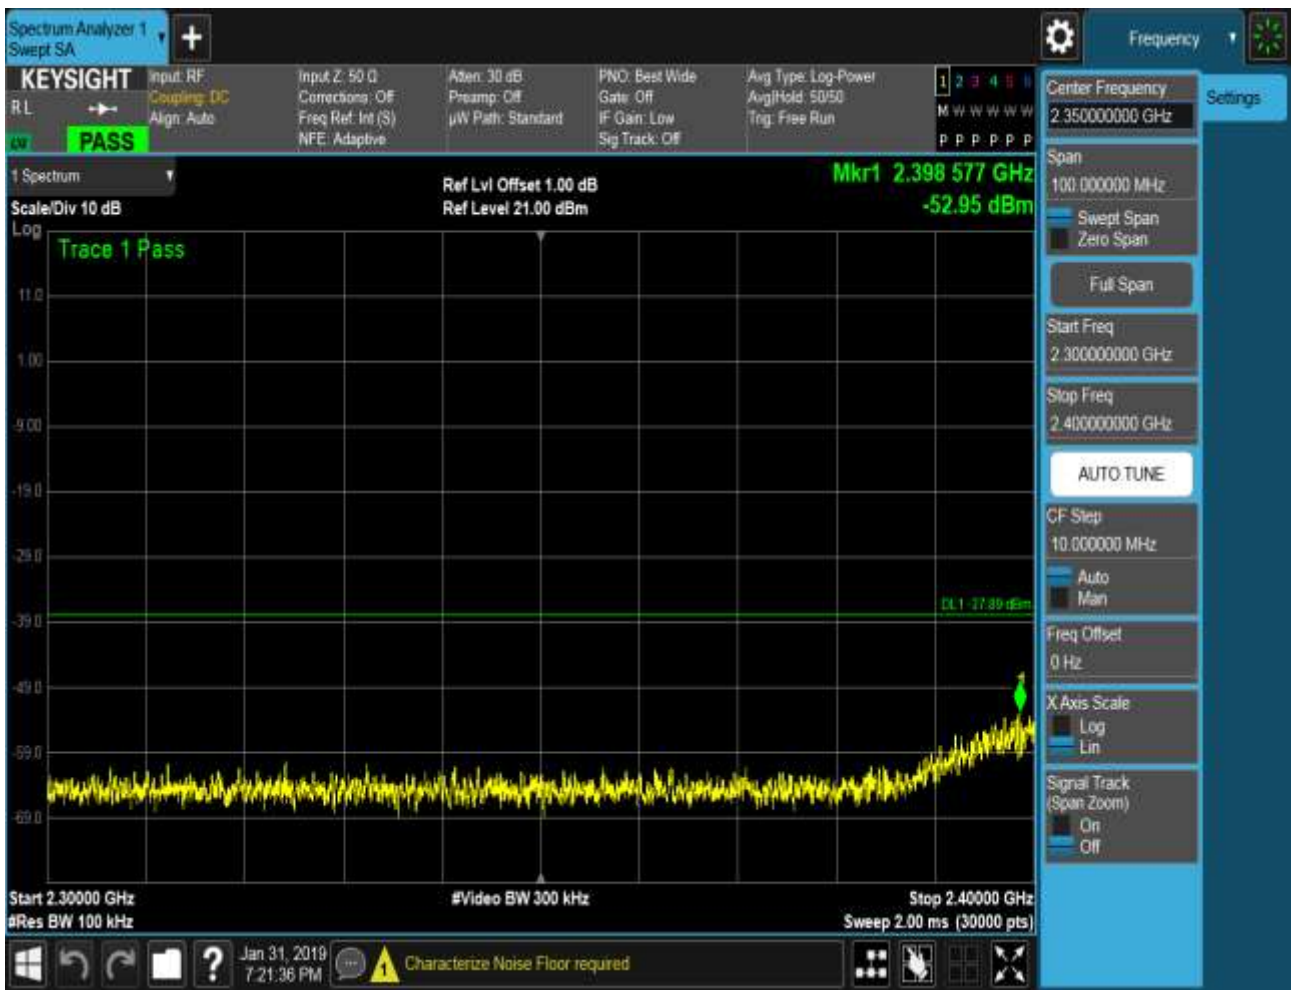 Spectrum Analyzer 1
Swept SA
+
Frequency
KEYSIGHT
R L
PASS
Input: RF
Coupling: DC
Align: Auto
Input Z: 50 Ω
Corrections: Off
Freq Ref: Int (S)
NFE: Adaptive
Atten: 30 dB
Preamp: Off
µW Path: Standard
PNO: Best Wide
Gate: Off
IF Gain: Low
Sig Track: Off
Avg Type: Log-Power
Avg|Hold: 50/50
Trig: Free Run
1 2 3 4 5 6
M W W W W W
P P P P P P
1 Spectrum
Scale/Div 10 dB
Log
Ref Lvl Offset 1.00 dB
Ref Level 21.00 dBm
Mkr1 2.398 577 GHz
-52.95 dBm
Trace 1 Pass
11.0
1.00
-9.00
-19.0
-29.0
-39.0
-49.0
-59.0
-69.0
DL1 -37.89 dBm
1
Start 2.30000 GHz
#Res BW 100 kHz
#Video BW 300 kHz
Stop 2.40000 GHz
Sweep 2.00 ms (30000 pts)
Center Frequency
2.350000000 GHz
Settings
Span
100.000000 MHz
Swept Span
Zero Span
Full Span
Start Freq
2.300000000 GHz
Stop Freq
2.400000000 GHz
AUTO TUNE
CF Step
10.000000 MHz
Auto
Man
Freq Offset
0 Hz
X Axis Scale
Log
Lin
Signal Track
(Span Zoom)
On
Off
?
Jan 31, 2019
7:21:36 PM
1
Characterize Noise Floor required